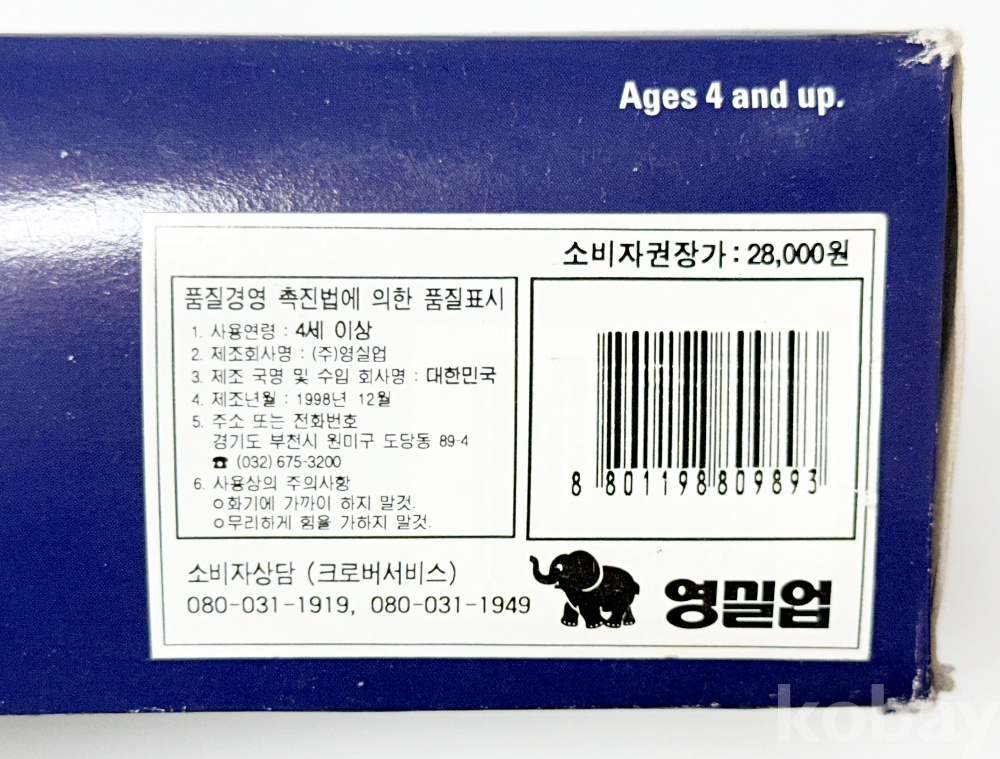 Ages 4 and up.
소비자권장가 : 28,000원
품질경영 촉진법에 의한 품질표시
1. 사용연령 : 4세 이상
2. 제조회사명 : (주)영실업
3. 제조 국명 및 수입 회사명 : 대한민국
4. 제조년월 : 1998년 12월
5. 주소 또는 전화번호
경기도 부천시 원미구 도당동 89-4
☎ (032) 675-3200
6. 사용상의 주의사항
ㅇ화기에 가까이 하지 말것.
ㅇ무리하게 힘을 가하지 말것.
8 801198 809893
소비자상담 (크로버서비스)
080-031-1919, 080-031-1949
영실업
kobay